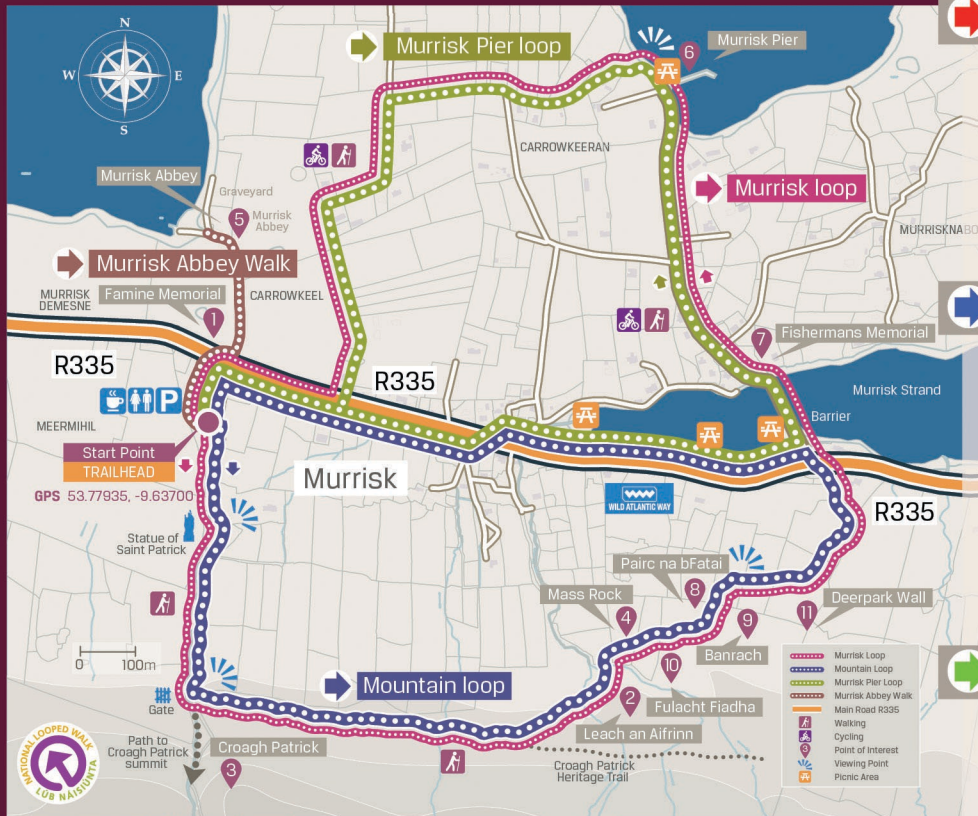 N
W
E
S
Murrisk Pier loop
6
Murrisk Pier
CARROWKEERAN
Murrisk Abbey
Graveyard
5
Murrisk
Abbey
Murrisk loop
Murrisk Abbey Walk
MURRISK
DEMESNE
Famine Memorial
CARROWKEEL
1
R335
R335
7
Fishermans Memorial
P
MEERMIHIL
Start Point
TRAILHEAD
GPS 53.77935, -9.63700
Murrisk
Murrisk Strand
Barrier
WILD ATLANTIC WAY
R335
Statue of
Saint Patrick
Pairc na bFatai
8
Mass Rock
4
Deerpark Wall
11
9
Banrach
10
0
100m
Mountain loop
2
Fulacht Fiadha
Leach an Aifrinn
Gate
Path to
Croagh Patrick
summit
Croagh Patrick
3
Croagh Patrick
Heritage Trail
NATIONAL LOOPED WALK
LÚB NÁISIÚNTA
Murrisk Loop
Mountain Loop
Murrisk Pier Loop
Murrisk Abbey Walk
Main Road R335
Walking
Cycling
3
Point of Interest
Viewing Point
Picnic Area